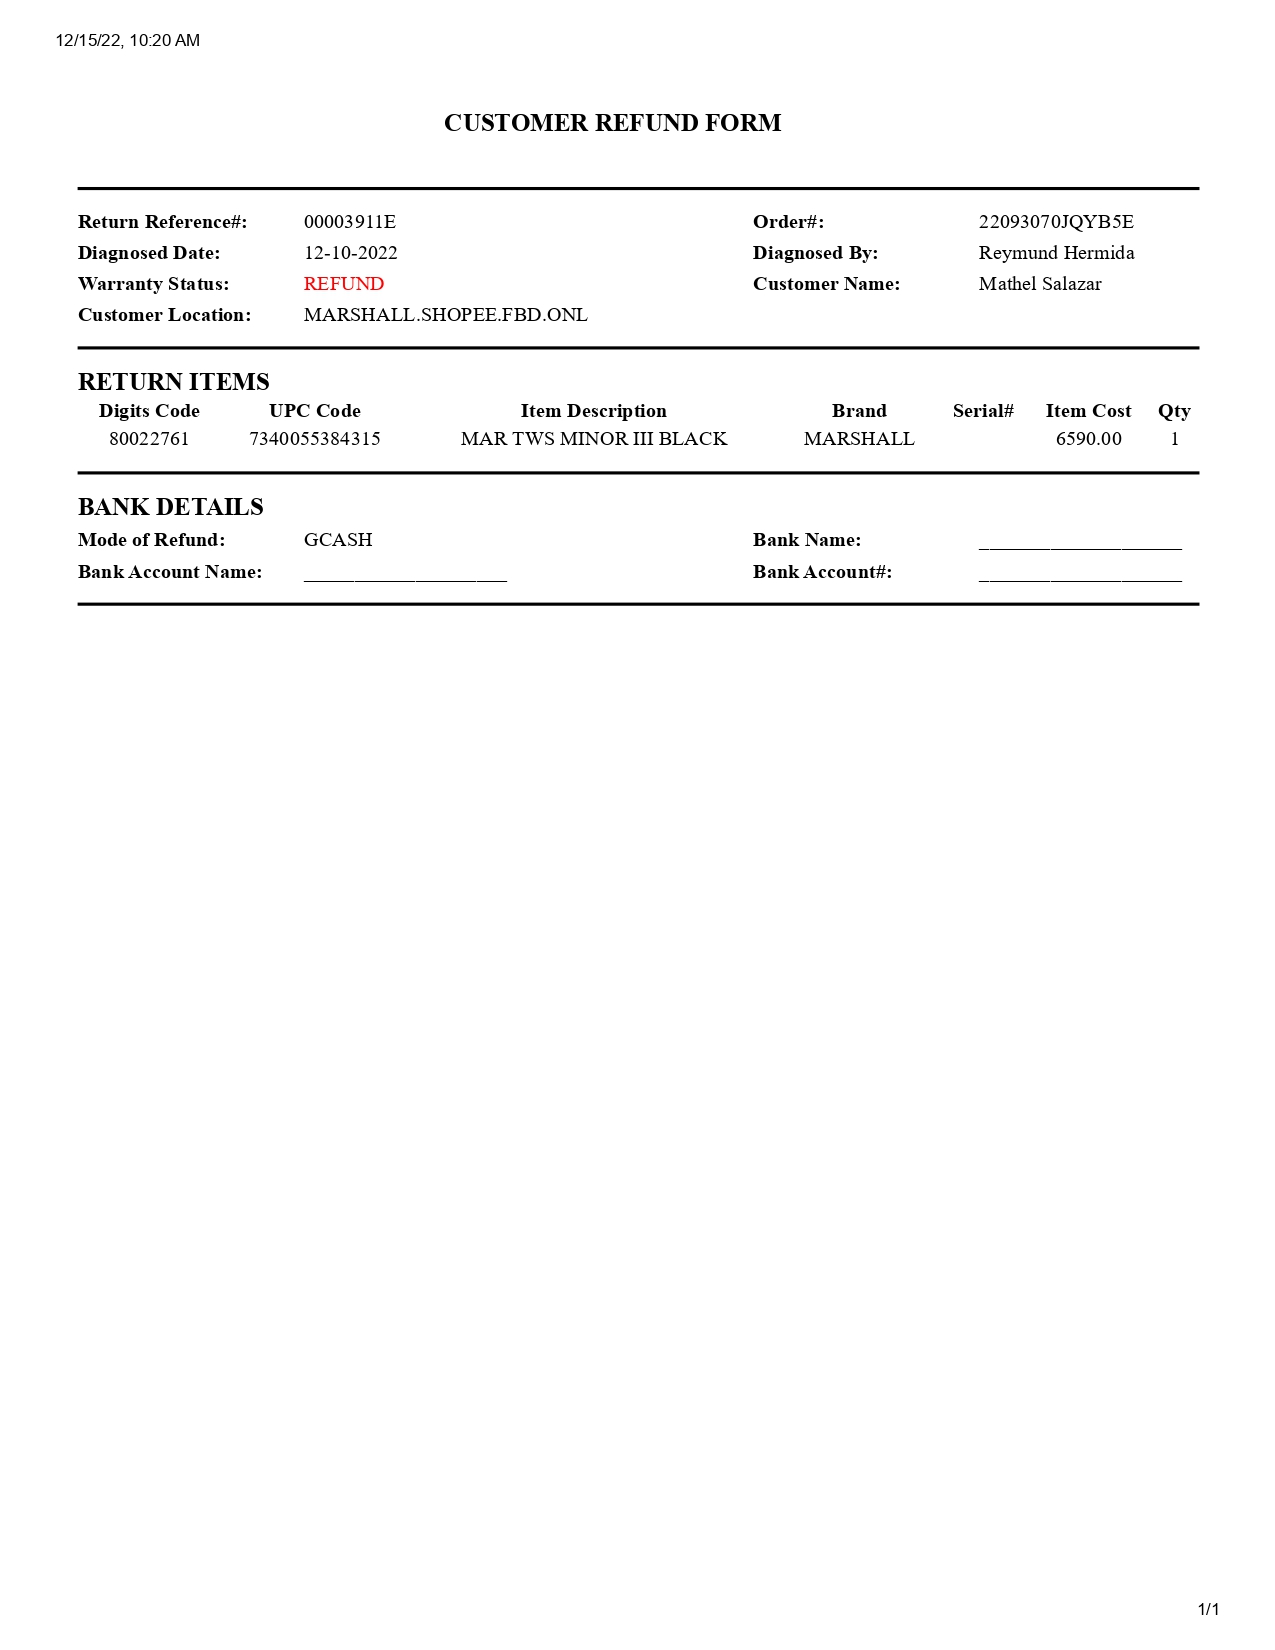 12/15/22, 10:20 AM
CUSTOMER REFUND FORM
Return Reference#: 00003911E Order#: 22093070JQYB5E
Diagnosed Date: 12-10-2022 Diagnosed By: Reymund Hermida
Warranty Status: REFUND Customer Name: Mathel Salazar
Customer Location: MARSHALL.SHOPEE.FBD.ONL
RETURN ITEMS
Digits Code UPC Code Item Description Brand Serial# Item Cost Qty
80022761 7340055384315 MAR TWS MINOR III BLACK MARSHALL 6590.00 1
BANK DETAILS
Mode of Refund: GCASH Bank Name: ____________________
Bank Account Name: ____________________ Bank Account#: ____________________
1/1